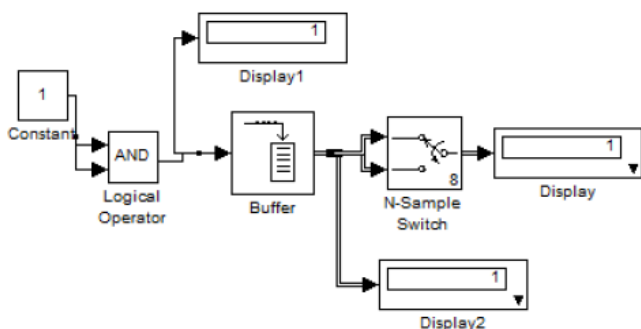 1
Display1
1
Constant
AND
Logical
Operator
Buffer
8
N-Sample
Switch
1
Display
1
Display2